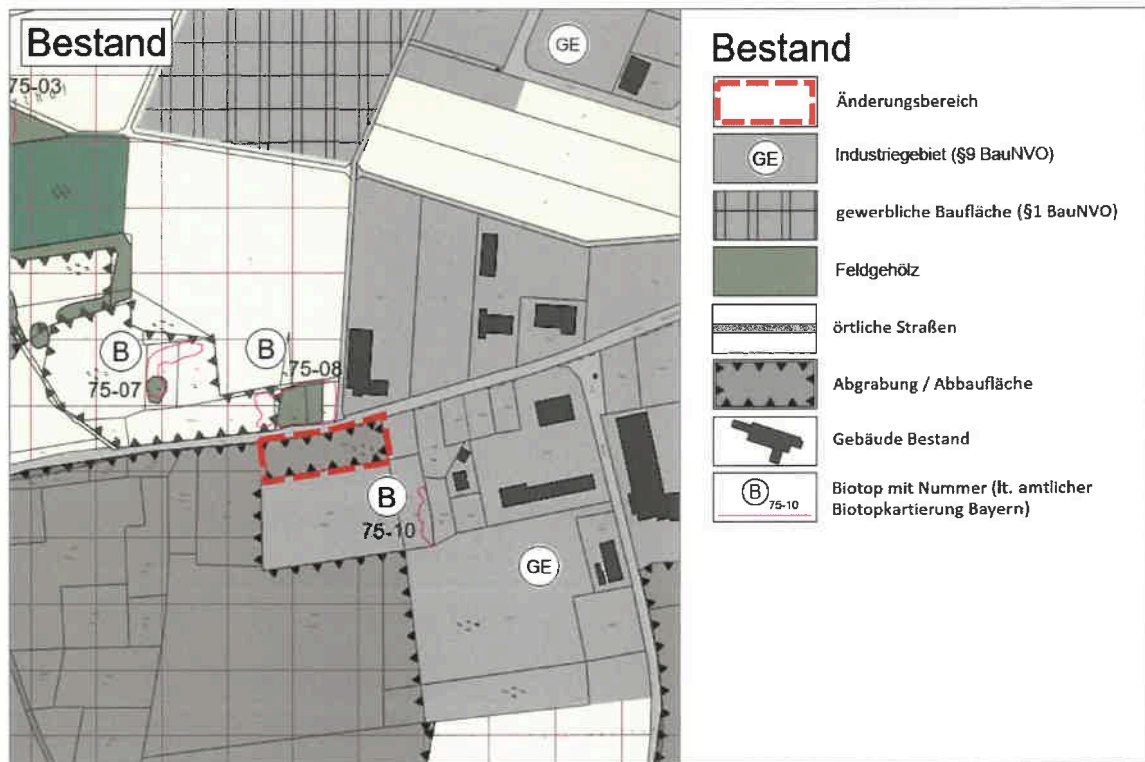 Bestand
75-03
GE
B
75-07
B
75-08
B
75-10
GE
Bestand
Änderungsbereich
GE
Industriegebiet (§9 BauNVO)
gewerbliche Baufläche (§1 BauNVO)
Feldgehölz
örtliche Straßen
Abgrabung / Abbaufläche
Gebäude Bestand
B
75-10
Biotop mit Nummer (lt. amtlicher
Biotopkartierung Bayern)